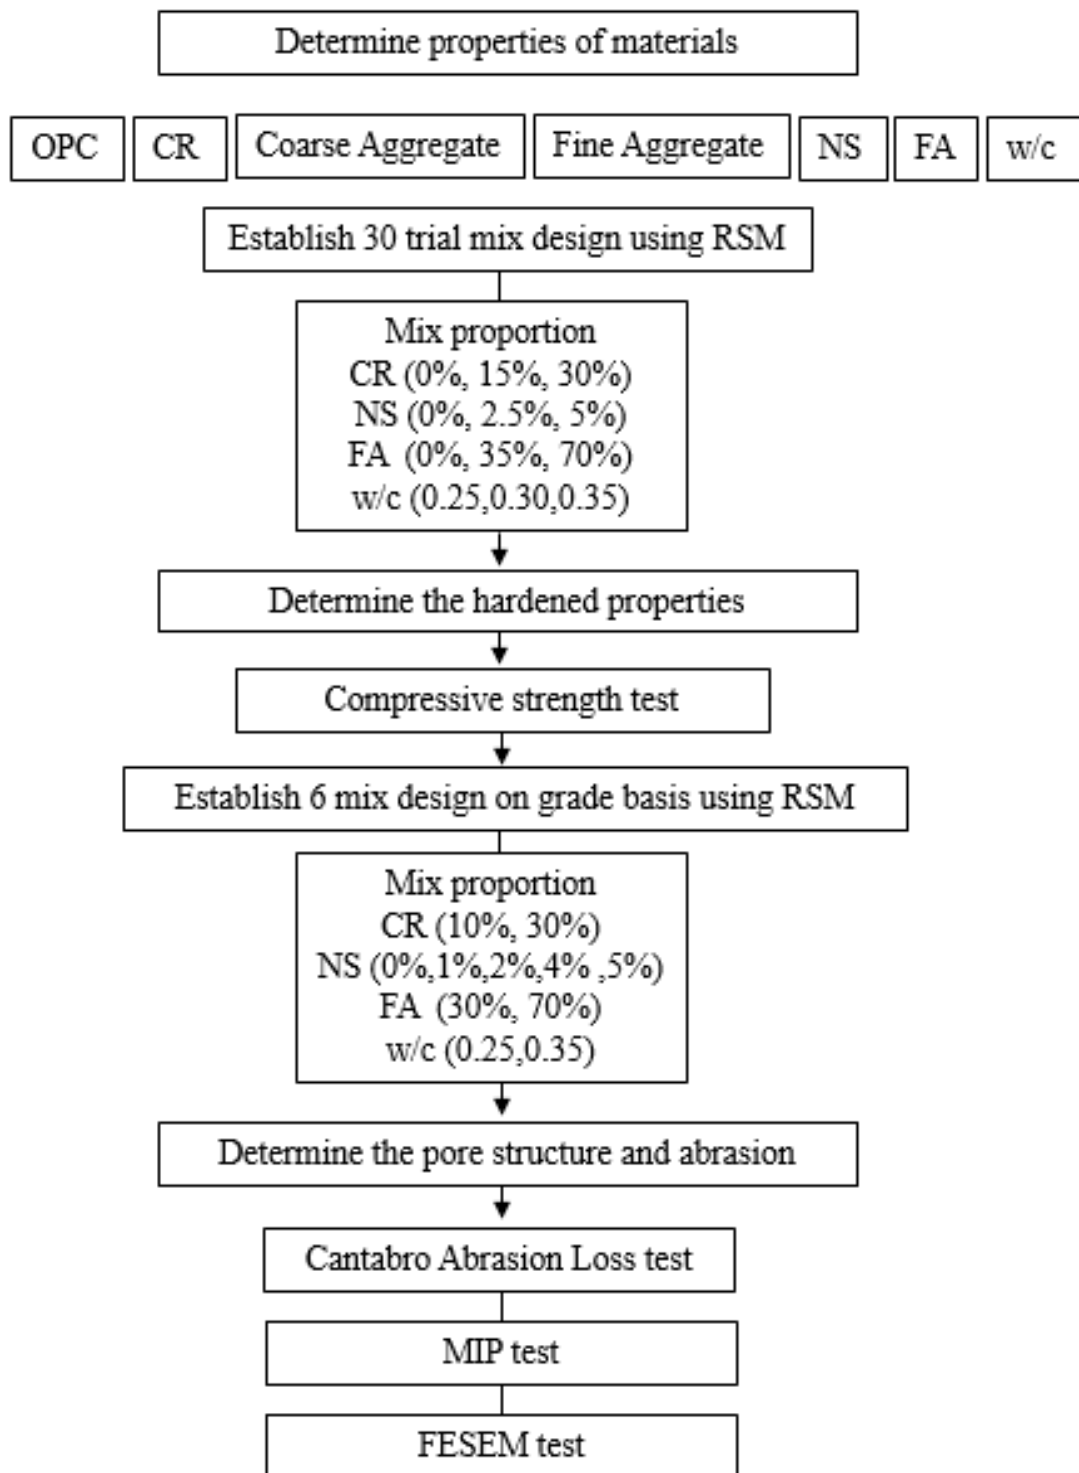 Determine properties of materials
OPC CR Coarse Aggregate Fine Aggregate NS FA w/c
Establish 30 trial mix design using RSM
Mix proportion
CR (0%, 15%, 30%)
NS (0%, 2.5%, 5%)
FA (0%, 35%, 70%)
w/c (0.25,0.30,0.35)
Determine the hardened properties
Compressive strength test
Establish 6 mix design on grade basis using RSM
Mix proportion
CR (10%, 30%)
NS (0%,1%,2%,4% ,5%)
FA (30%, 70%)
w/c (0.25,0.35)
Determine the pore structure and abrasion
Cantabro Abrasion Loss test
MIP test
FESEM test